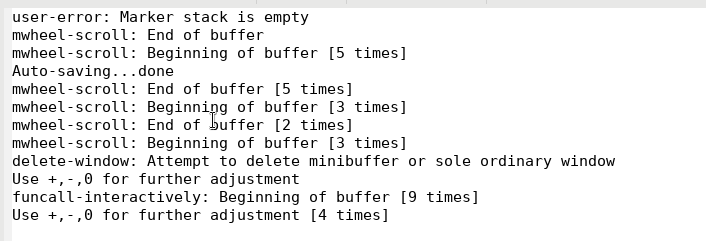 user-error: Marker stack is empty
mwheel-scroll: End of buffer
mwheel-scroll: Beginning of buffer [5 times]
Auto-saving...done
mwheel-scroll: End of buffer [5 times]
mwheel-scroll: Beginning of buffer [3 times]
mwheel-scroll: End of buffer [2 times]
mwheel-scroll: Beginning of buffer [3 times]
delete-window: Attempt to delete minibuffer or sole ordinary window
Use +,-,0 for further adjustment
funcall-interactively: Beginning of buffer [9 times]
Use +,-,0 for further adjustment [4 times]